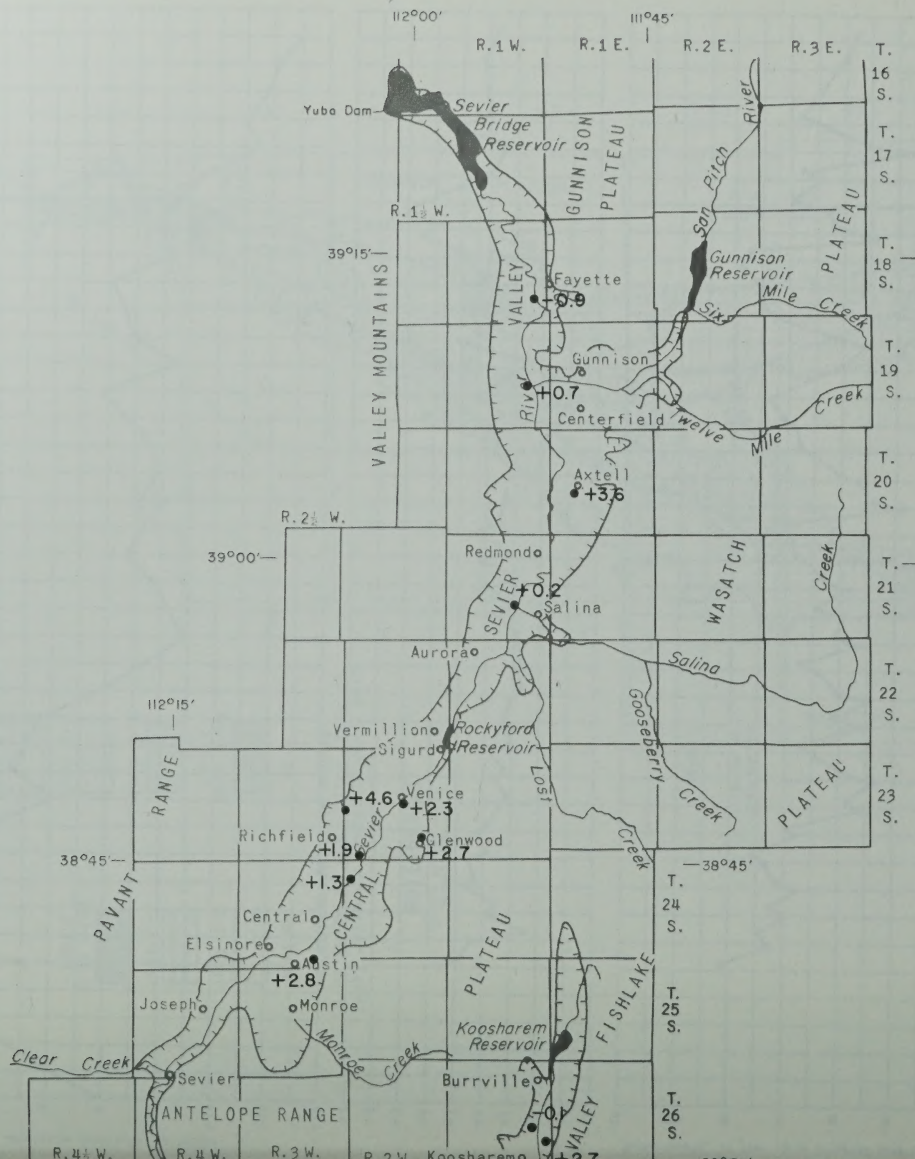 112°00'
111°45'
R.1 W.
R.1 E.
R.2 E.
R.3 E.
T.
16
S.
Yuba Dam
Sevier
Bridge
Reservoir
GUNNISON
PLATEAU
San Pitch
River
T.
17
S.
R.1½ W.
39°15'
VALLEY MOUNTAINS
VALLEY
Fayette
-0.9
Gunnison
Reservoir
PLATEAU
T.
18
S.
Six
Mile
Creek
Gunnison
River
+0.7
Centerfield
Twelve
Mile
Creek
T.
19
S.
Axtell
+3.6
T.
20
S.
R.2½ W.
39°00'
Redmond
+0.2
SEVIER
Salina
WASATCH
Creek
T.
21
S.
Aurora
Salina
112°15'
Vermillion
Rockyford
Reservoir
Sigurd
Gooseberry
Creek
T.
22
S.
RANGE
Lost
Creek
PLATEAU
+4.6
Venice
+2.3
T.
23
S.
Richfield
Sevier
+1.9
Glenwood
+2.7
38°45'
38°45'
+1.3
PAVANT
Central
CENTRAL
PLATEAU
T.
24
S.
Elsinore
Austin
+2.8
FISHLAKE
Joseph
Monroe
Koosharem
Reservoir
T.
25
S.
Monroe
Creek
Clear Creek
Sevier
Burrville
ANTELOPE RANGE
VALLEY
T.
26
S.
R.4½ W.
R.4 W.
R.3 W.
R.2 W.
Koosharem